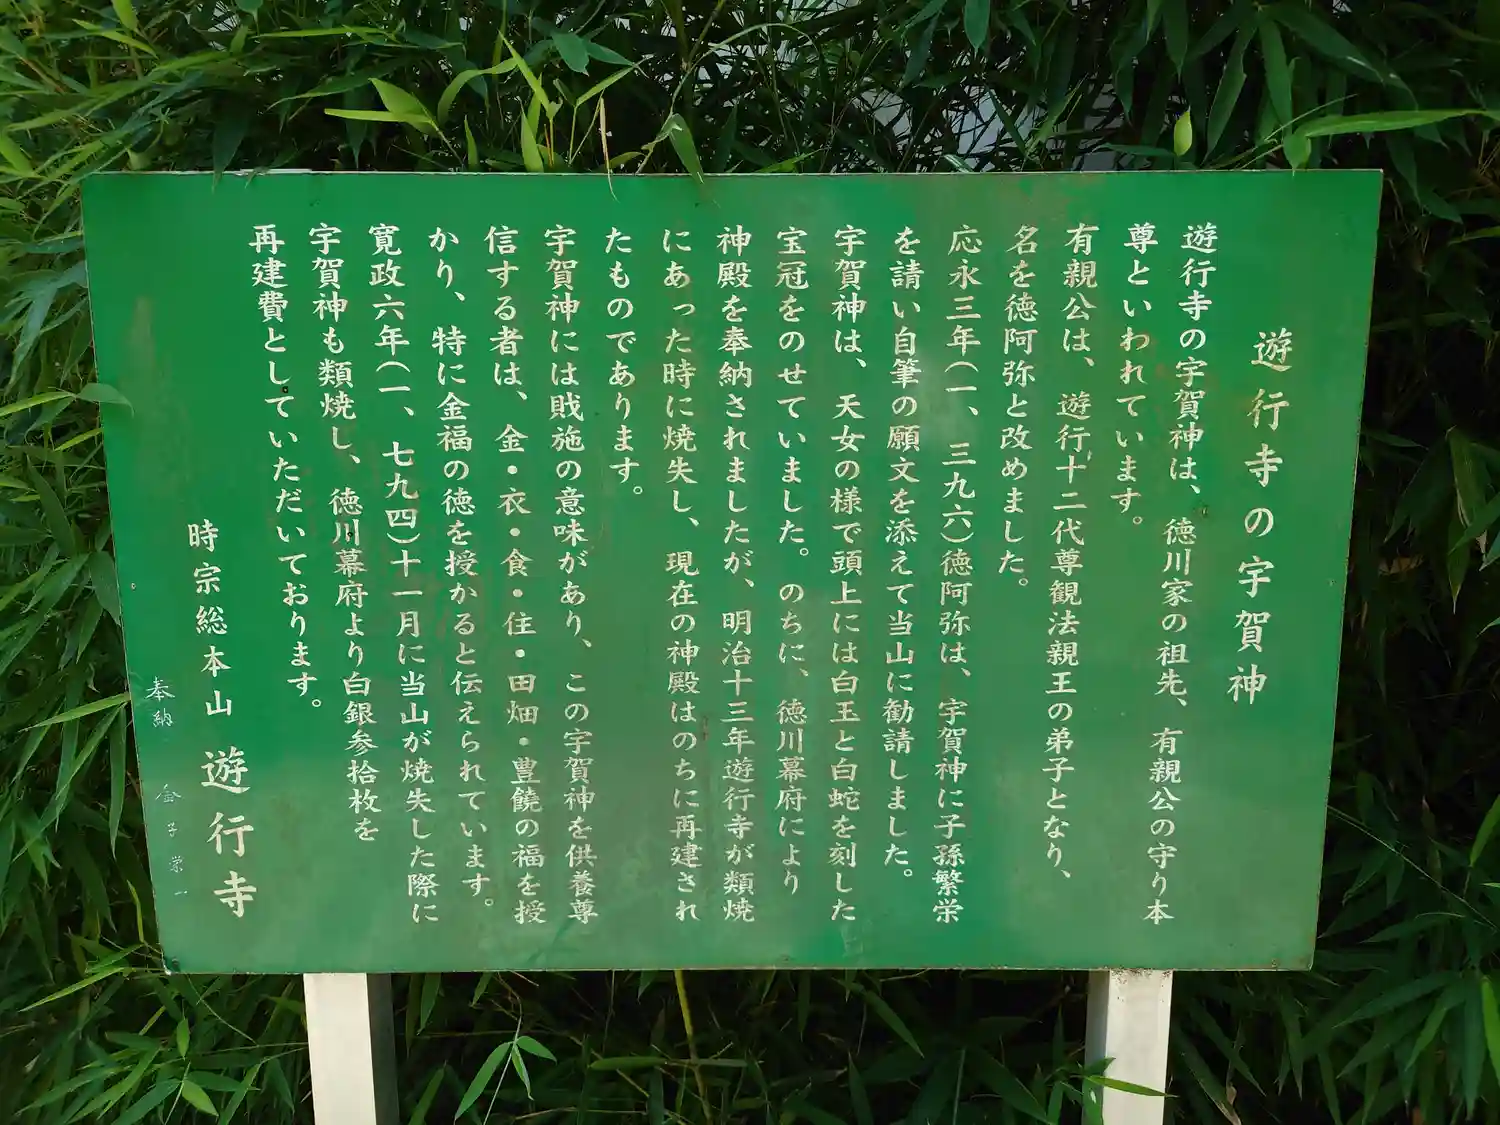 遊行寺の宇賀神
遊行寺の宇賀神は、徳川家の祖先、有親公の守り本
尊といわれています。
有親公は、遊行十二代尊観法親王の弟子となり、
名を徳阿弥と改めました。
応永三年(一、三九六)徳阿弥は、宇賀神に子孫繁栄
を請い自筆の願文を添えて当山に勧請しました。
宇賀神は、天女の様で頭上には白玉と白蛇を刻した
宝冠をのせていました。のちに、徳川幕府により
神殿を奉納されましたが、明治十三年遊行寺が類焼
にあった時に焼失し、現在の神殿はのちに再建され
たものであります。
宇賀神には戝施の意味があり、この宇賀神を供養尊
信する者は、金・衣・食・住・田畑・豊饒の福を授
かり、特に金福の徳を授かると伝えられています。
寛政六年(一、七九四)十一月に当山が焼失した際に
宇賀神も類焼し、徳川幕府より白銀参拾枚を
再建費としていただいております。
時宗総本山 遊行寺
奉納 金子栄一